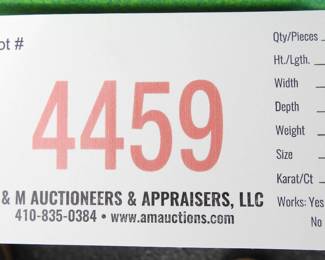 ot #
4459
& M AUCTIONEERS & APPRAISERS, LLC
410-835-0384 • www.amauctions.com
Qty/Pieces
Ht./Lgth.
Width
Depth
Weight
Size
Karat/Ct
Works: Yes
No